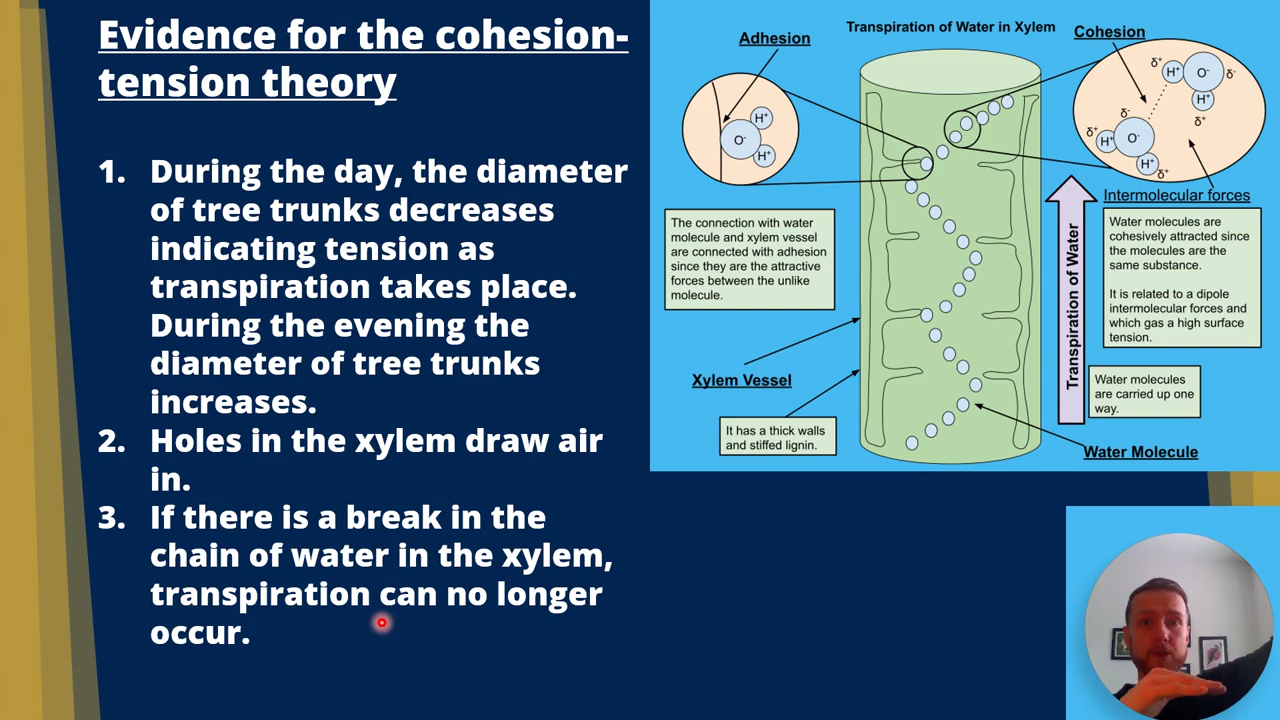 Evidence for the cohesion-
tension theory
1. During the day, the diameter
of tree trunks decreases
indicating tension as
transpiration takes place.
During the evening the
diameter of tree trunks
increases.
2. Holes in the xylem draw air
in.
3. If there is a break in the
chain of water in the xylem,
transpiration can no longer
occur.
Transpiration of Water in Xylem
Adhesion
H⁺
O⁻
H⁺
Cohesion
δ⁺
H⁺
O⁻
δ⁻
H⁺
δ⁺
δ⁻
δ⁺
H⁺
O⁻
H⁺
δ⁺
Intermolecular forces
The connection with water
molecule and xylem vessel
are connected with adhesion
since they are the attractive
forces between the unlike
molecule.
Water molecules are
cohesively attracted since
the molecules are the
same substance.
It is related to a dipole
intermolecular forces and
which gas a high surface
tension.
Transpiration of Water
Xylem Vessel
Water molecules
are carried up one
way.
It has a thick walls
and stiffed lignin.
Water Molecule